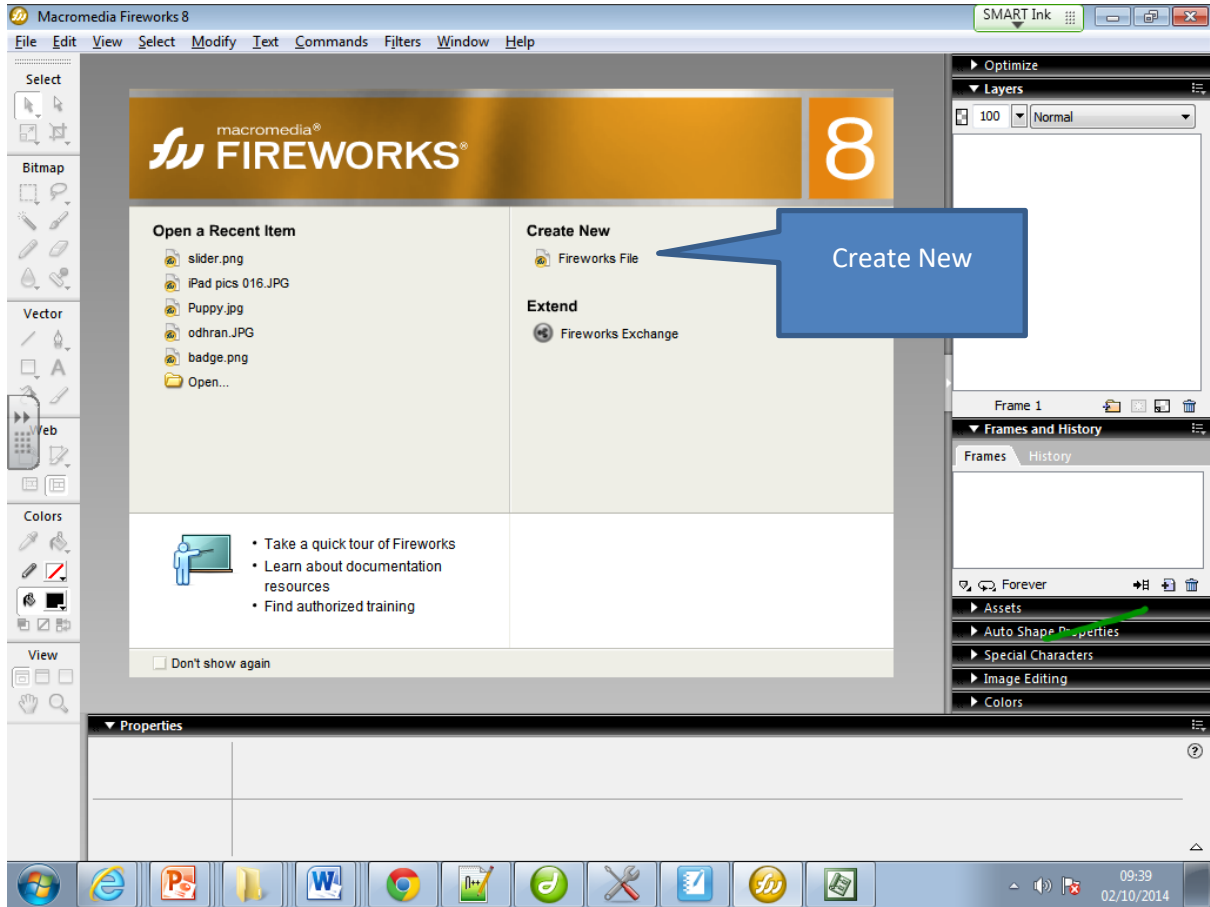 Macromedia Fireworks 8
SMART Ink
File Edit View Select Modify Text Commands Filters Window Help
Select
Bitmap
Vector
A
Web
Colors
View
macromedia®
fw FIREWORKS®
8
Open a Recent Item
slider.png
iPad pics 016.JPG
Puppy.jpg
odhran.JPG
badge.png
Open...
Create New
Fireworks File
Extend
Fireworks Exchange
Create New
• Take a quick tour of Fireworks
• Learn about documentation
resources
• Find authorized training
Don't show again
Optimize
Layers
100 Normal
Frame 1
Frames and History
Frames History
Forever
Assets
Auto Shape Properties
Special Characters
Image Editing
Colors
Properties
?
09:39
02/10/2014